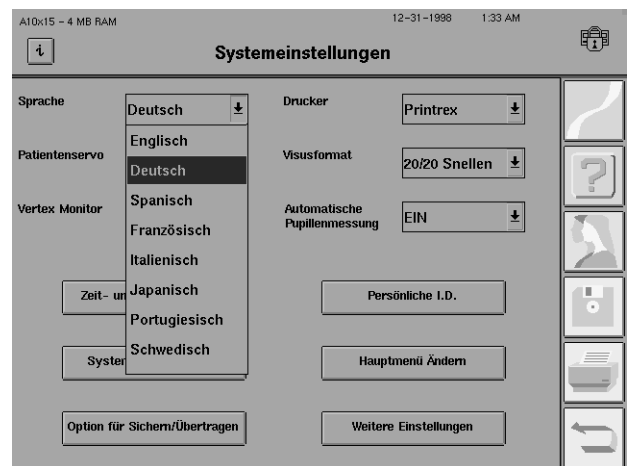 A10x15 – 4 MB RAM
12–31–1998 1:33 AM
i
Systemeinstellungen
Sprache
Deutsch
Drucker
Printrex
Englisch
Deutsch
Spanisch
Französisch
Italienisch
Japanisch
Portugiesisch
Schwedisch
Patientenservo
Visusformat
20/20 Snellen
Vertex Monitor
Automatische
Pupillenmessung
EIN
Zeit– un
Persönliche I.D.
System
Hauptmenü Ändern
Option für Sichern/Übertragen
Weitere Einstellungen
?